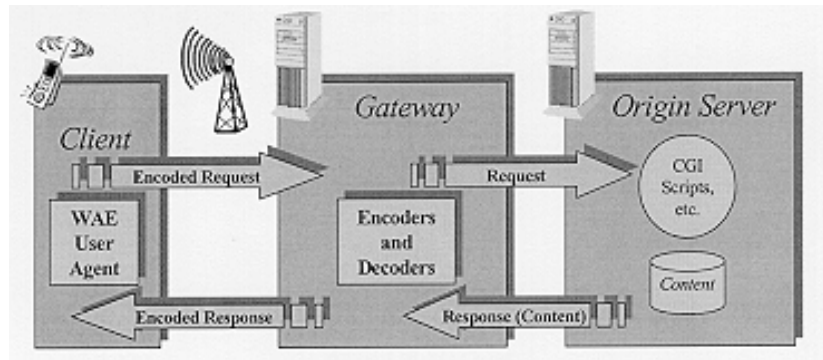 Client
Gateway
Origin Server
Encoded Request
Request
CGI
Scripts,
etc.
WAE
User
Agent
Encoders
and
Decoders
Content
Encoded Response
Response (Content)